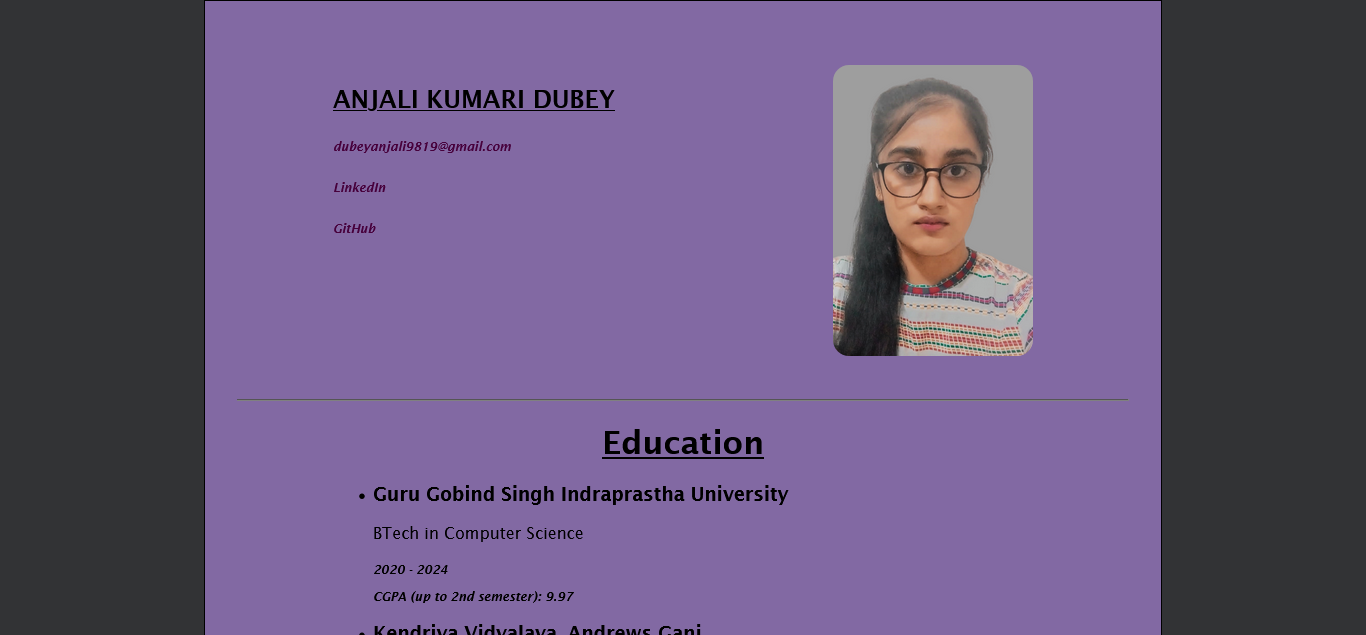 ANJALI KUMARI DUBEY
dubeyanjali9819@gmail.com
LinkedIn
GitHub
Education
• Guru Gobind Singh Indraprastha University
BTech in Computer Science
2020 - 2024
CGPA (up to 2nd semester): 9.97
• Kendriya Vidyalaya, Andrews Ganj